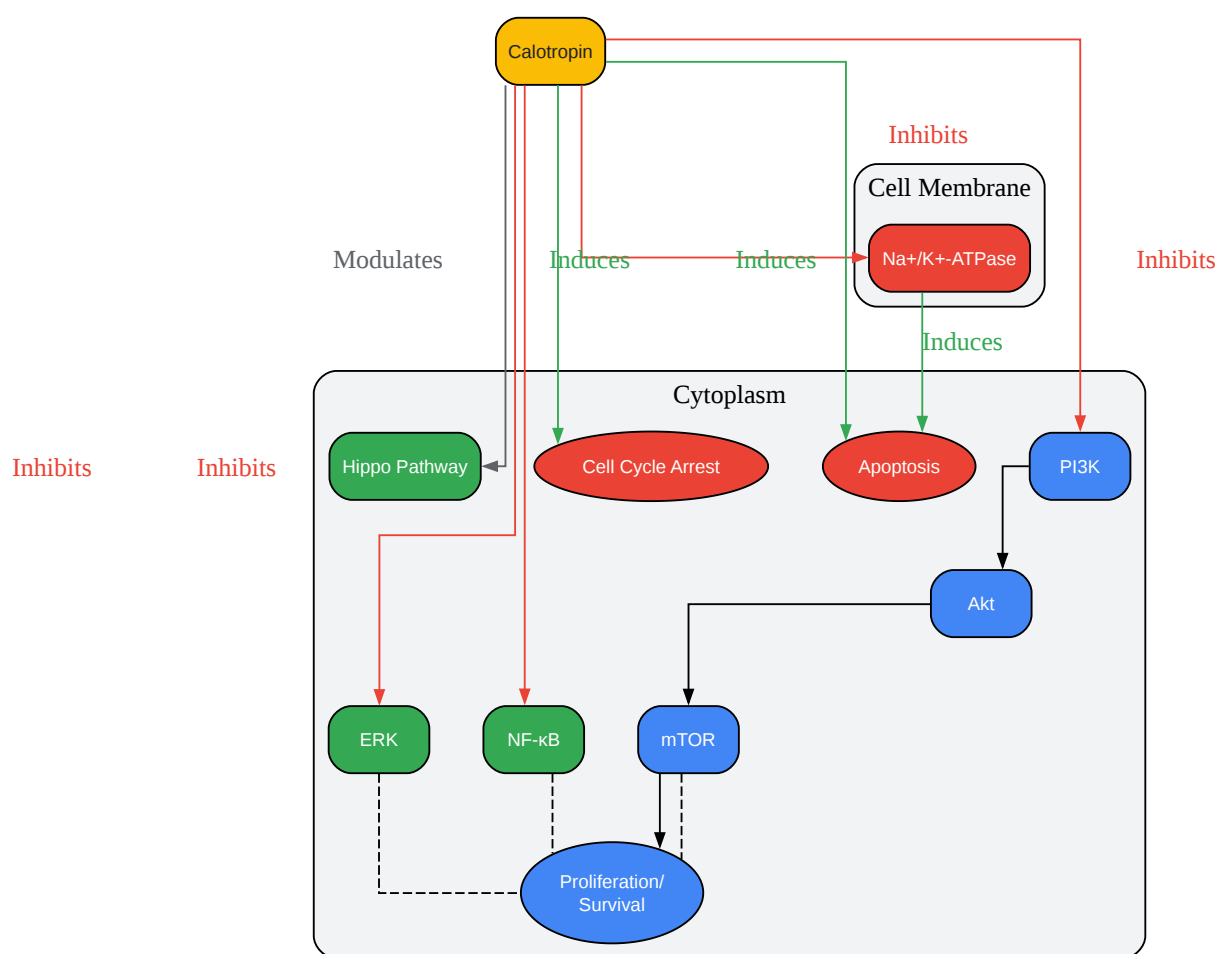 Calotropin
Inhibits
Cell Membrane
Modulates
Induces
Induces
Na+/K+-ATPase
Inhibits
Induces
Cytoplasm
Inhibits
Inhibits
Hippo Pathway
Cell Cycle Arrest
Apoptosis
PI3K
Akt
ERK
NF-κB
mTOR
Proliferation/
Survival